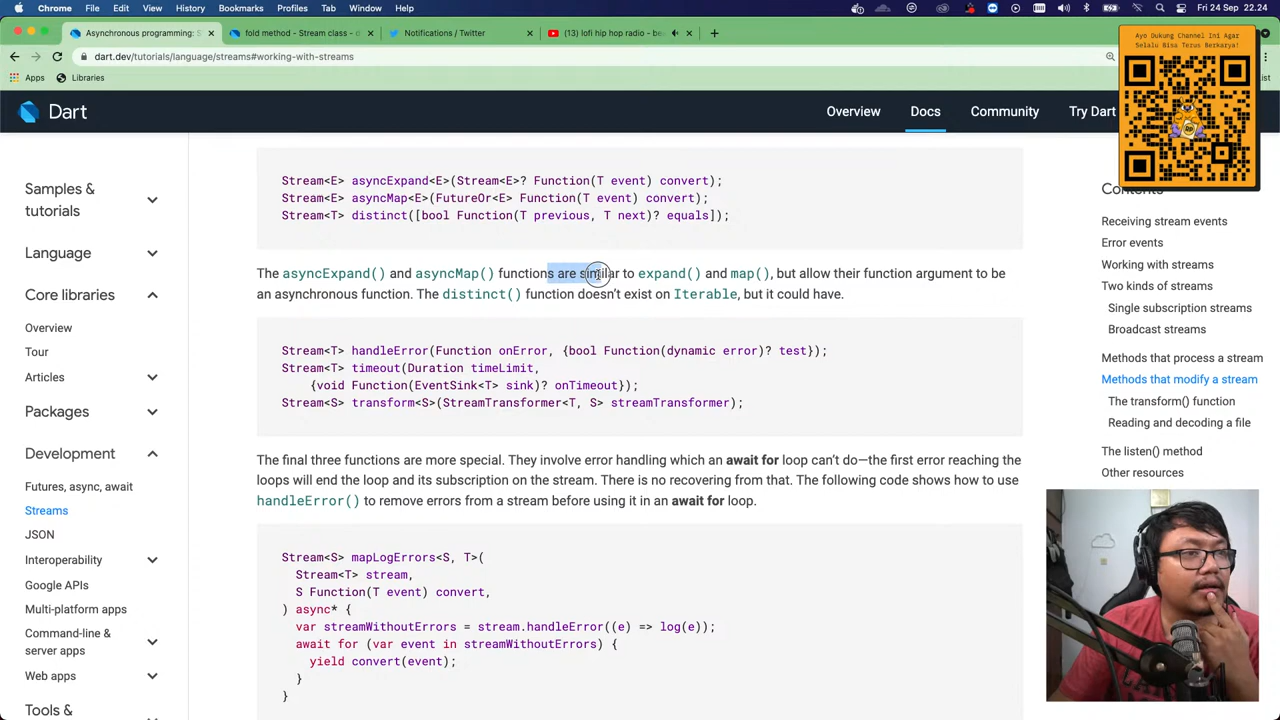 Chrome File Edit View History Bookmarks Profiles Tab Window Help Fri 24 Sep 22.24
Asynchronous programming: S
fold method - Stream class - d
Notifications / Twitter
(13) lofi hip hop radio - be
dart.dev/tutorials/language/streams#working-with-streams
Apps Libraries
Ayo Dukung Channel Ini Agar
Selalu Bisa Terus Berkarya!
Dart
Overview Docs Community Try Dart
Samples &
tutorials
Language
Core libraries
Overview
Tour
Articles
Packages
Development
Futures, async, await
Streams
JSON
Interoperability
Google APIs
Multi-platform apps
Command-line &
server apps
Web apps
Tools &
Stream<E> asyncExpand<E>(Stream<E>? Function(T event) convert);
Stream<E> asyncMap<E>(FutureOr<E> Function(T event) convert);
Stream<T> distinct([bool Function(T previous, T next)? equals]);
The asyncExpand() and asyncMap() functions are similar to expand() and map(), but allow their function argument to be
an asynchronous function. The distinct() function doesn’t exist on Iterable, but it could have.
Stream<T> handleError(Function onError, {bool Function(dynamic error)? test});
Stream<T> timeout(Duration timeLimit,
{void Function(EventSink<T> sink)? onTimeout});
Stream<S> transform<S>(StreamTransformer<T, S> streamTransformer);
The final three functions are more special. They involve error handling which an await for loop can’t do—the first error reaching the
loops will end the loop and its subscription on the stream. There is no recovering from that. The following code shows how to use
handleError() to remove errors from a stream before using it in an await for loop.
Stream<S> mapLogErrors<S, T>(
Stream<T> stream,
S Function(T event) convert,
) async* {
var streamWithoutErrors = stream.handleError((e) => log(e));
await for (var event in streamWithoutErrors) {
yield convert(event);
}
}
Contents
Receiving stream events
Error events
Working with streams
Two kinds of streams
Single subscription streams
Broadcast streams
Methods that process a stream
Methods that modify a stream
The transform() function
Reading and decoding a file
The listen() method
Other resources